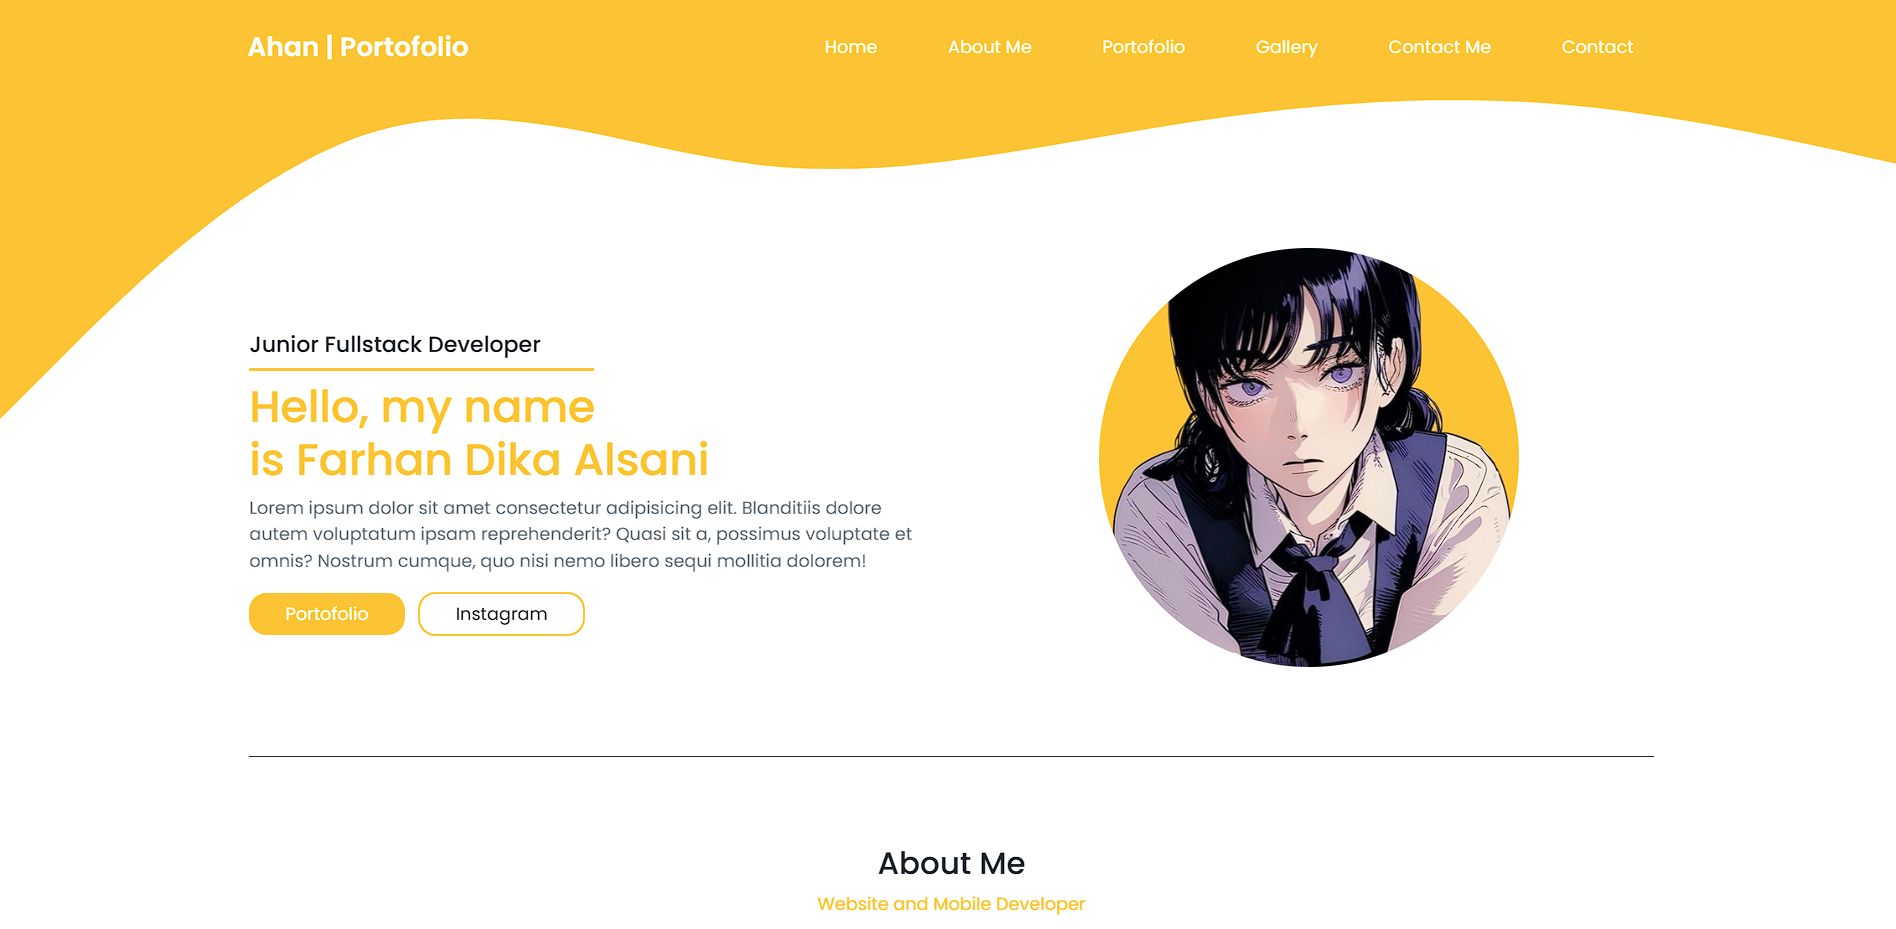 Ahan | Portofolio
Home
About Me
Portofolio
Gallery
Contact Me
Contact
Junior Fullstack Developer
Hello, my name
is Farhan Dika Alsani
Lorem ipsum dolor sit amet consectetur adipisicing elit. Blanditiis dolore
autem voluptatum ipsam reprehenderit? Quasi sit a, possimus voluptate et
omnis? Nostrum cumque, quo nisi nemo libero sequi mollitia dolorem!
Portofolio
Instagram
About Me
Website and Mobile Developer